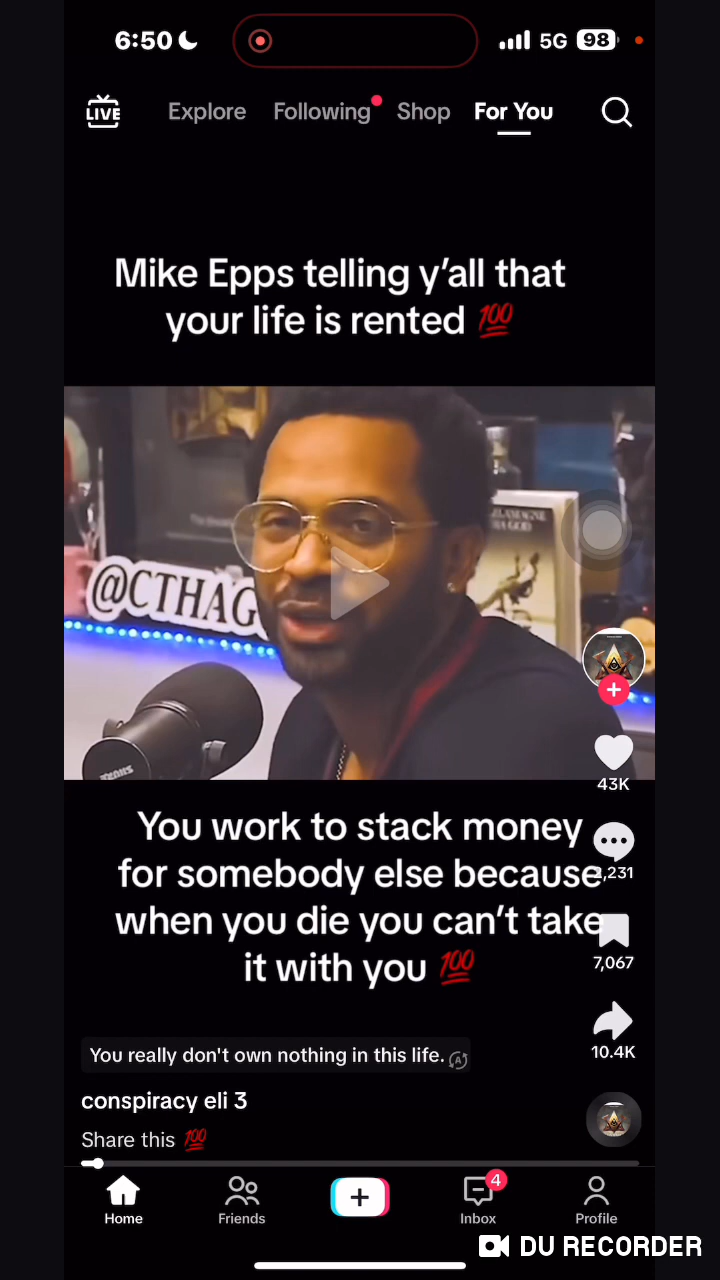 6:50
5G
98
LIVE
Explore
Following
Shop
For You
Mike Epps telling y'all that
your life is rented 💯
@CTHAG
You work to stack money
for somebody else because
when you die you can't take
it with you 💯
43K
7,067
10.4K
You really don't own nothing in this life.
conspiracy eli 3
Share this 💯
Home
Friends
4
Inbox
Profile
DU RECORDER